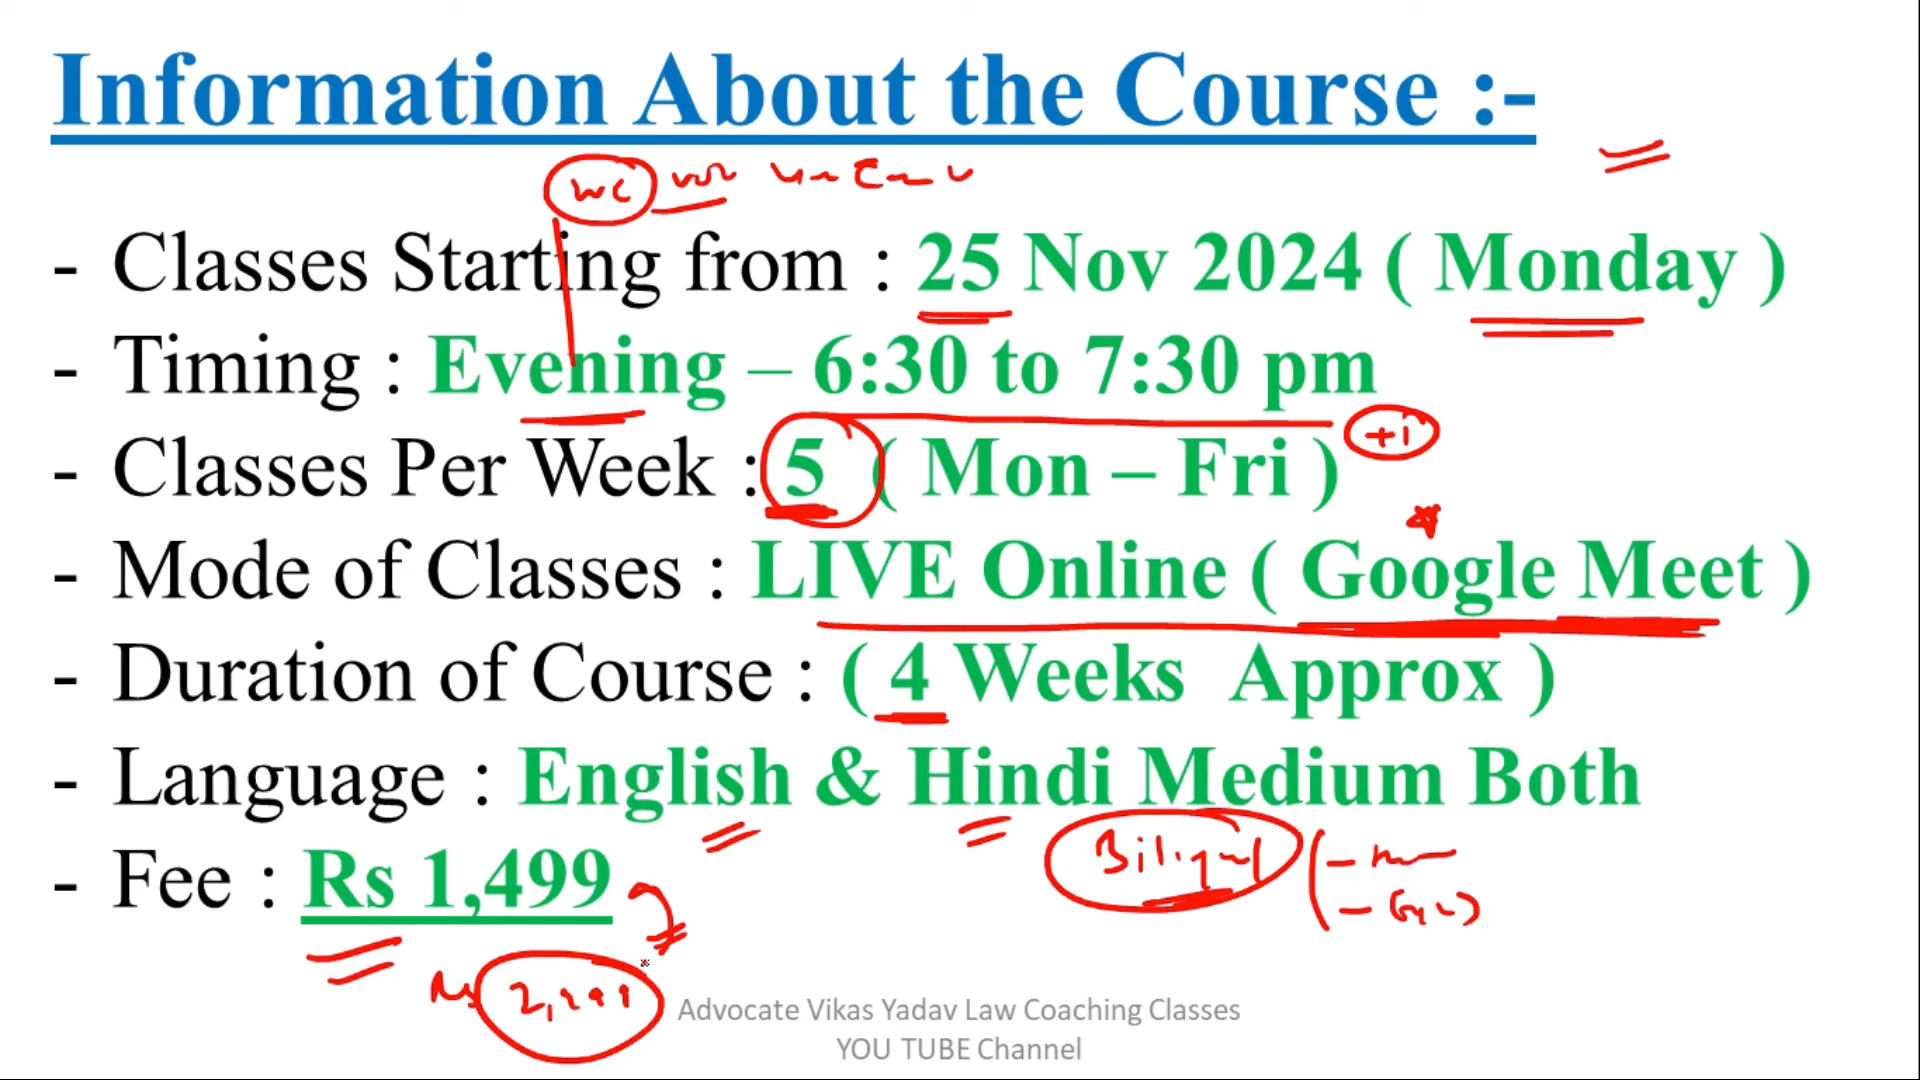 Information About the Course :-
wc
- Classes Starting from : 25 Nov 2024 ( Monday )
- Timing : Evening – 6:30 to 7:30 pm
+1
- Classes Per Week : 5 ( Mon – Fri )
- Mode of Classes : LIVE Online ( Google Meet )
- Duration of Course : ( 4 Weeks Approx )
- Language : English & Hindi Medium Both
- Fee : Rs 1,499
Advocate Vikas Yadav Law Coaching Classes
YOU TUBE Channel